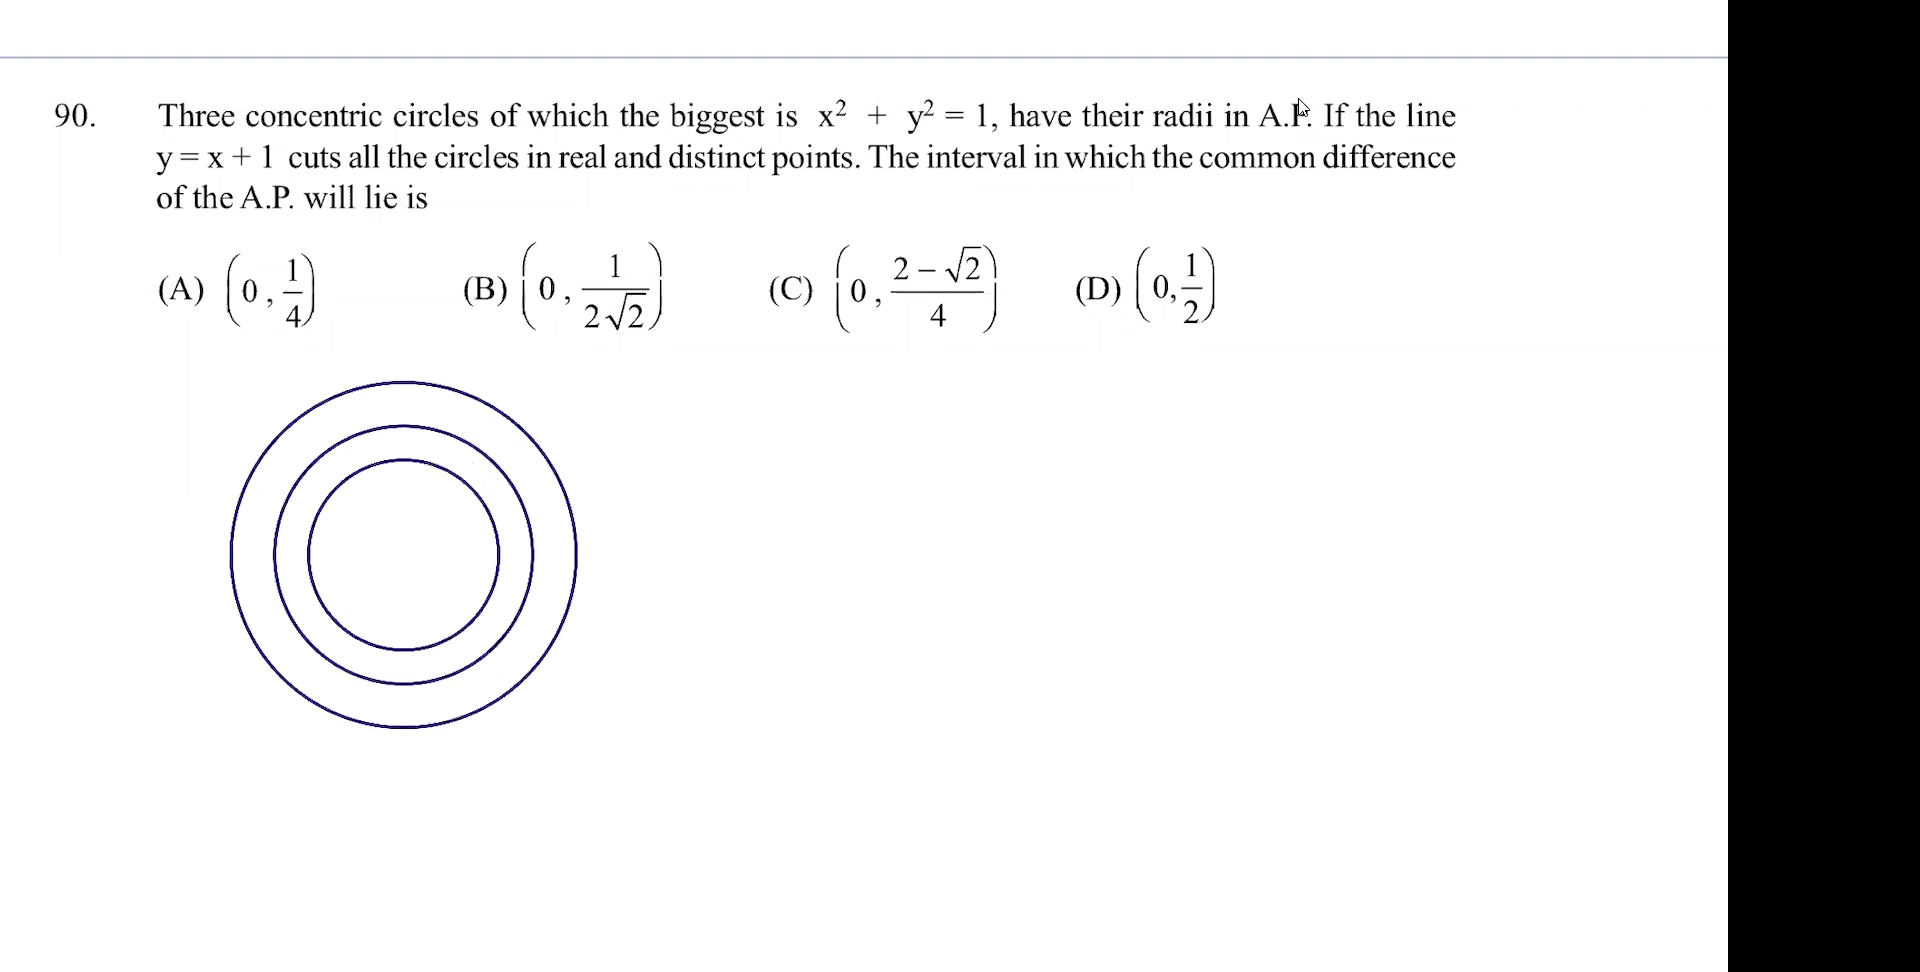 90. Three concentric circles of which the biggest is x² + y² = 1, have their radii in A.P. If the line
y = x + 1 cuts all the circles in real and distinct points. The interval in which the common difference
of the A.P. will lie is
(A) (0, 1/4) (B) (0, 1/(2√2)) (C) (0, (2 − √2)/4) (D) (0, 1/2)